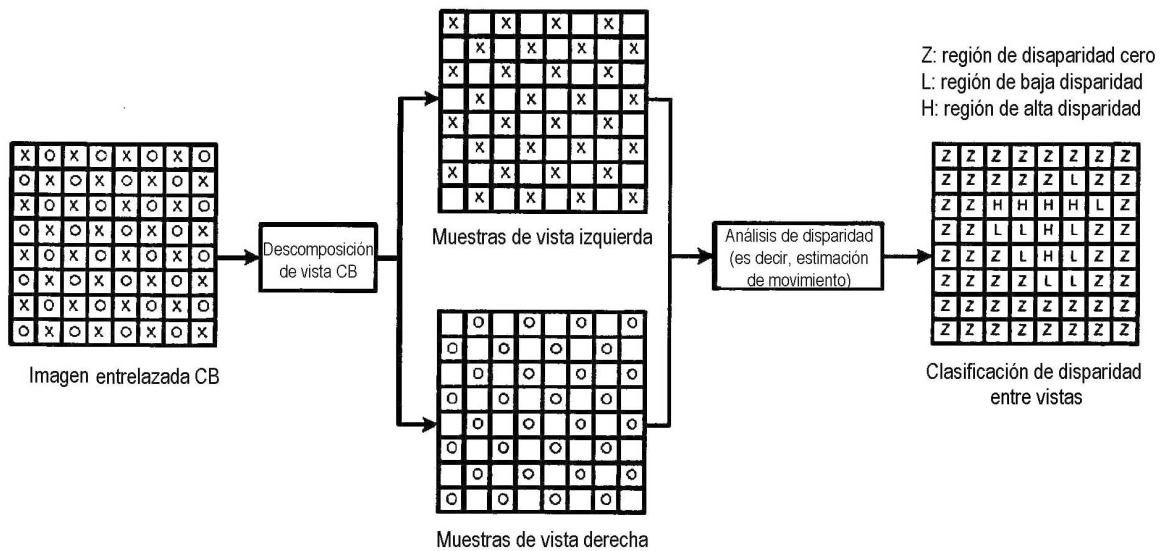 X O X O X O X O
O X O X O X O X
X O X O X O X O
O X O X O X O X
X O X O X O X O
O X O X O X O X
X O X O X O X O
O X O X O X O X
Imagen entrelazada CB
Descomposición
de vista CB
X X X X
X X X X
X X X X
X X X X
X X X X
X X X X
X X X X
X X X X
Muestras de vista izquierda
O O O O
O O O O
O O O O
O O O O
O O O O
O O O O
O O O O
O O O O
Muestras de vista derecha
Análisis de disparidad
(es decir, estimación
de movimiento)
Z: región de disaparidad cero
L: región de baja disparidad
H: región de alta disparidad
Z Z Z Z Z Z Z Z
Z Z Z Z Z L Z Z
Z Z H H H H L Z
Z Z L L H L Z Z
Z Z Z L H L Z Z
Z Z Z Z L L Z Z
Z Z Z Z Z Z Z Z
Z Z Z Z Z Z Z Z
Clasificación de disparidad
entre vistas